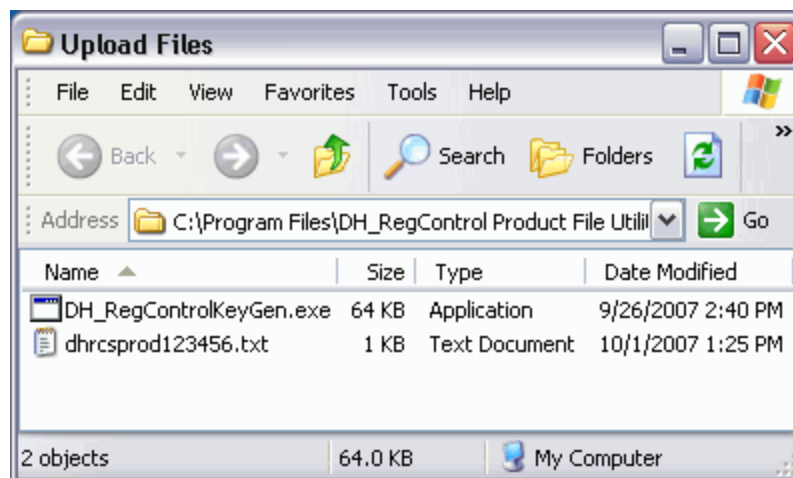 Upload Files
File Edit View Favorites Tools Help
Back Search Folders »
Address C:\Program Files\DH_RegControl Product File Utili Go
Name Size Type Date Modified
DH_RegControlKeyGen.exe 64 KB Application 9/26/2007 2:40 PM
dhrcsprod123456.txt 1 KB Text Document 10/1/2007 1:25 PM
2 objects 64.0 KB My Computer